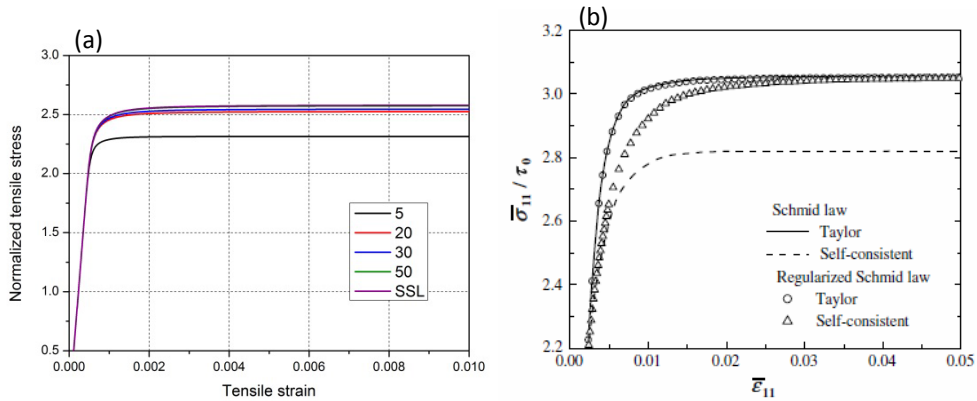 (a)
3.0
2.5
2.0
1.5
1.0
0.5
Normalized tensile stress
5
20
30
50
SSL
0.000
0.002
0.004
0.006
0.008
0.010
Tensile strain
(b)
3.2
3.0
2.8
2.6
2.4
2.2
σ̅₁₁ / τ₀
Schmid law
Taylor
Self-consistent
Regularized Schmid law
Taylor
Self-consistent
0.00
0.01
0.02
0.03
0.04
0.05
ε̅₁₁